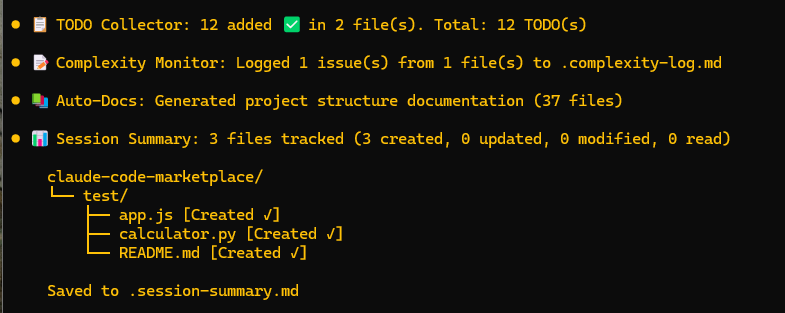 ● 📋 TODO Collector: 12 added ✅ in 2 file(s). Total: 12 TODO(s)
● 📝 Complexity Monitor: Logged 1 issue(s) from 1 file(s) to .complexity-log.md
● 📚 Auto-Docs: Generated project structure documentation (37 files)
● 📊 Session Summary: 3 files tracked (3 created, 0 updated, 0 modified, 0 read)
claude-code-marketplace/
└── test/
    ├── app.js [Created √]
    ├── calculator.py [Created √]
    └── README.md [Created √]
Saved to .session-summary.md